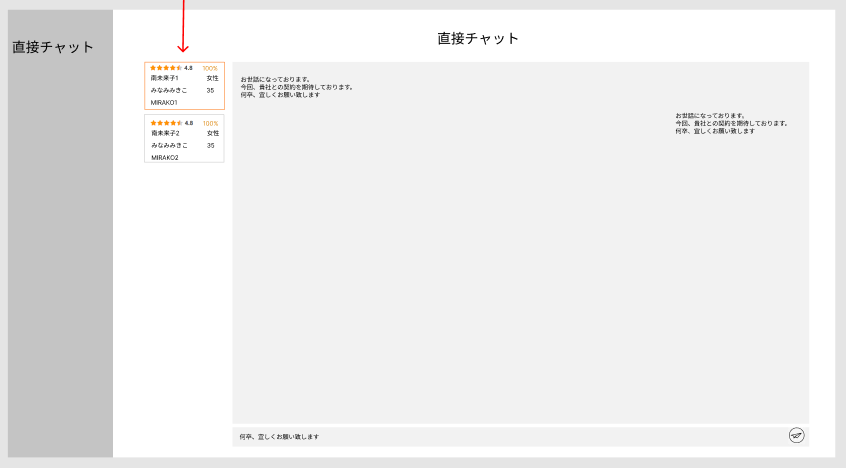 直接チャット
直接チャット
4.8 100%
南未来子1 女性
みなみみきこ 35
MIRAKO1
4.8 100%
南未来子2 女性
みなみみきこ 35
MIRAKO2
お世話になっております。
今回、貴社との契約を期待しております。
何卒、宜しくお願い致します
お世話になっております。
今回、貴社との契約を期待しております。
何卒、宜しくお願い致します
何卒、宜しくお願い致します